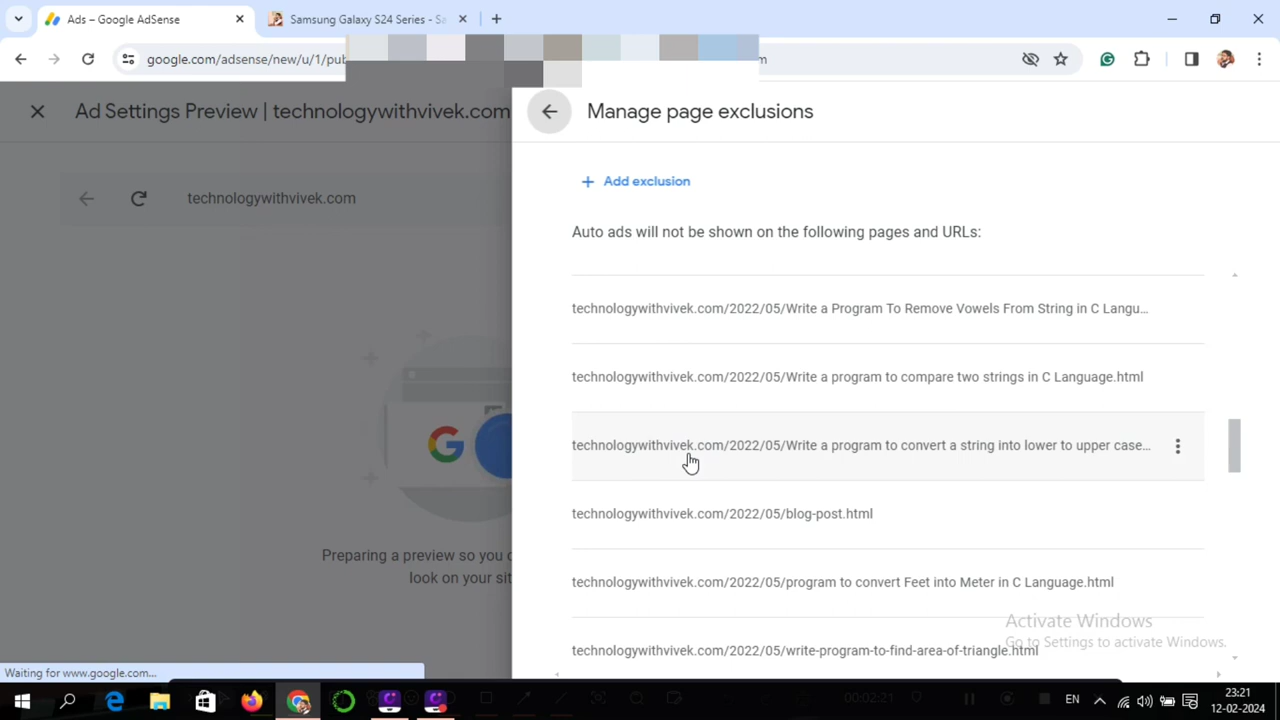 Ads – Google AdSense
Samsung Galaxy S24 Series - Sa
google.com/adsense/new/u/1/pub
m
Ad Settings Preview | technologywithvivek.com
Manage page exclusions
technologywithvivek.com
+ Add exclusion
Auto ads will not be shown on the following pages and URLs:
technologywithvivek.com/2022/05/Write a Program To Remove Vowels From String in C Langu...
technologywithvivek.com/2022/05/Write a program to compare two strings in C Language.html
technologywithvivek.com/2022/05/Write a program to convert a string into lower to upper case...
technologywithvivek.com/2022/05/blog-post.html
Preparing a preview so you c
look on your sit
technologywithvivek.com/2022/05/program to convert Feet into Meter in C Language.html
technologywithvivek.com/2022/05/write-program-to-find-area-of-triangle.html
Activate Windows
Go to Settings to activate Windows.
Waiting for www.google.com...
00:02:21
EN
23:21
12-02-2024